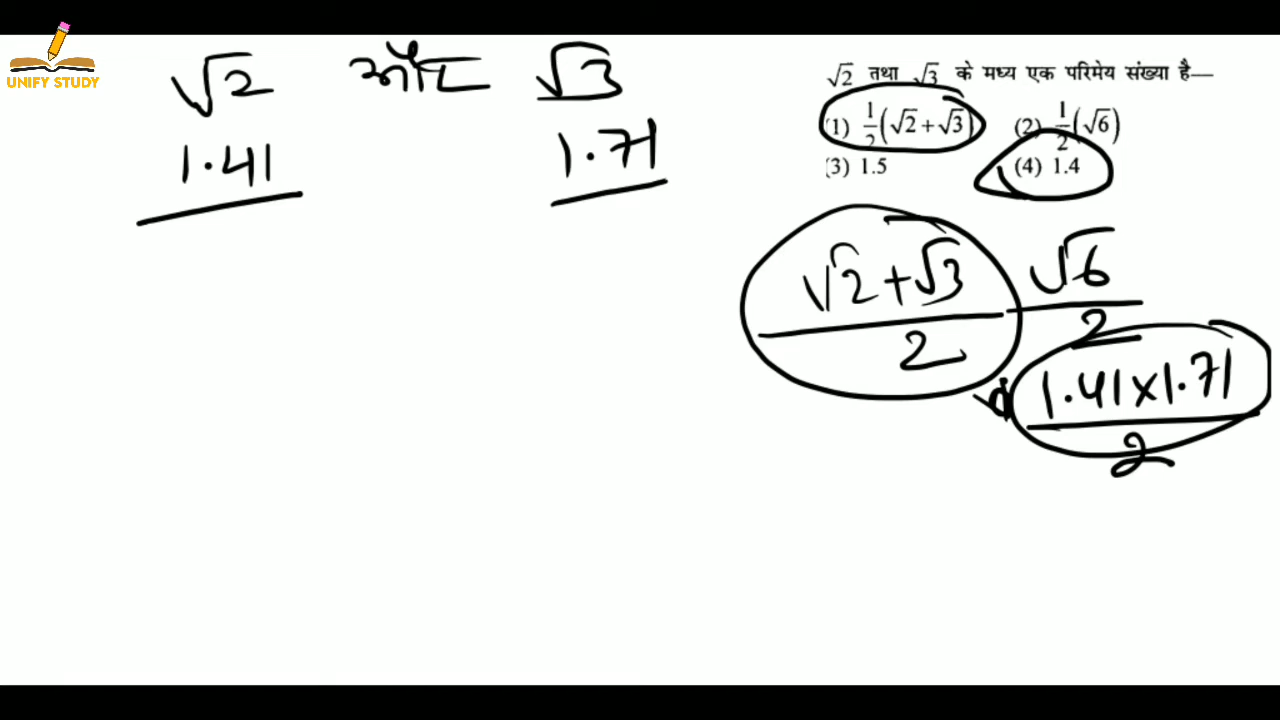 UNIFY STUDY
√2 और √3
1.41 1.71
√2 तथा √3 के मध्य एक परिमेय संख्या है—
(1) 1/2(√2+√3) (2) 1/2(√6)
(3) 1.5 (4) 1.4
√2+√3/2 √6/2
1.41×1.71/2